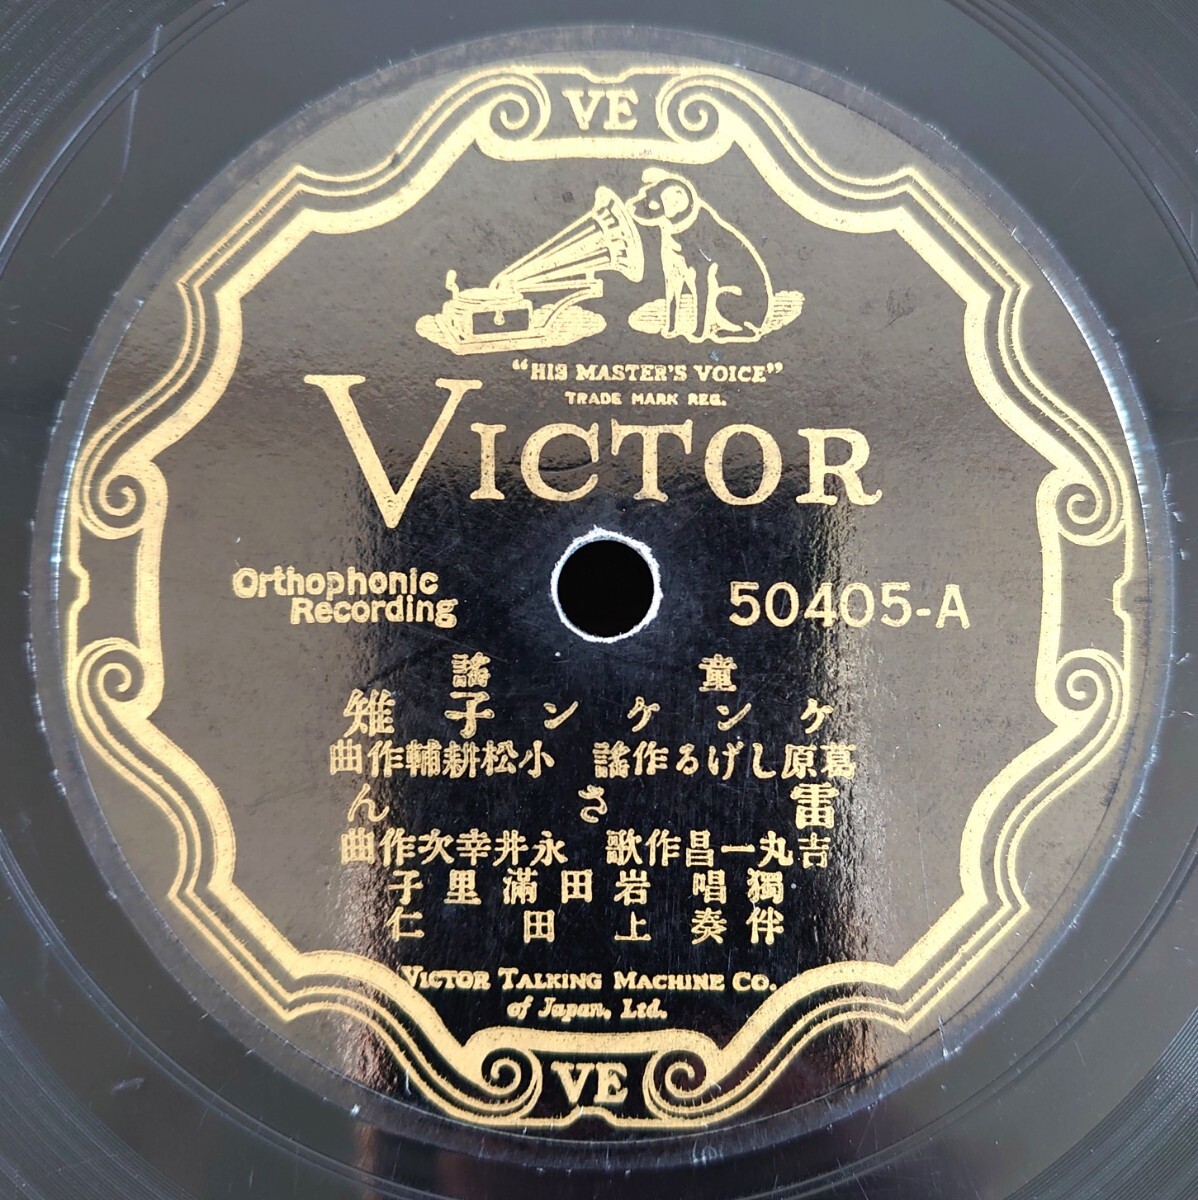 VE
"HIS MASTER'S VOICE"
TRADE MARK REG.
VICTOR
Orthophonic
Recording
50405-A
童謠
ケンケン子雉
葛原しげる作謠 小松耕輔作曲
雷さん
吉丸一昌作歌 永井幸次作曲
獨唱 岩田滿里子
伴奏 上田仁
VICTOR TALKING MACHINE CO.
of Japan, Ltd.
VE